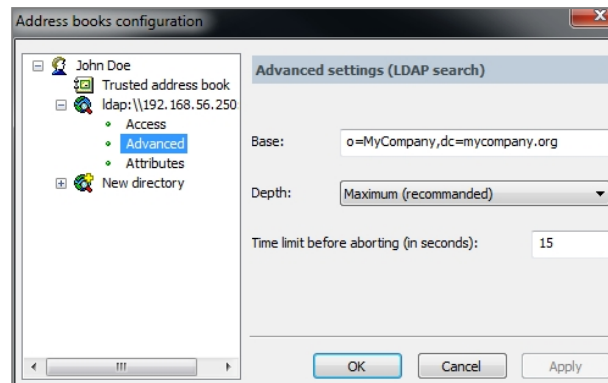 Address books configuration
John Doe
Trusted address book
ldap:\\192.168.56.250
Access
Advanced
Attributes
New directory
Advanced settings (LDAP search)
Base: o=MyCompany,dc=mycompany.org
Depth: Maximum (recommanded)
Time limit before aborting (in seconds): 15
OK Cancel Apply